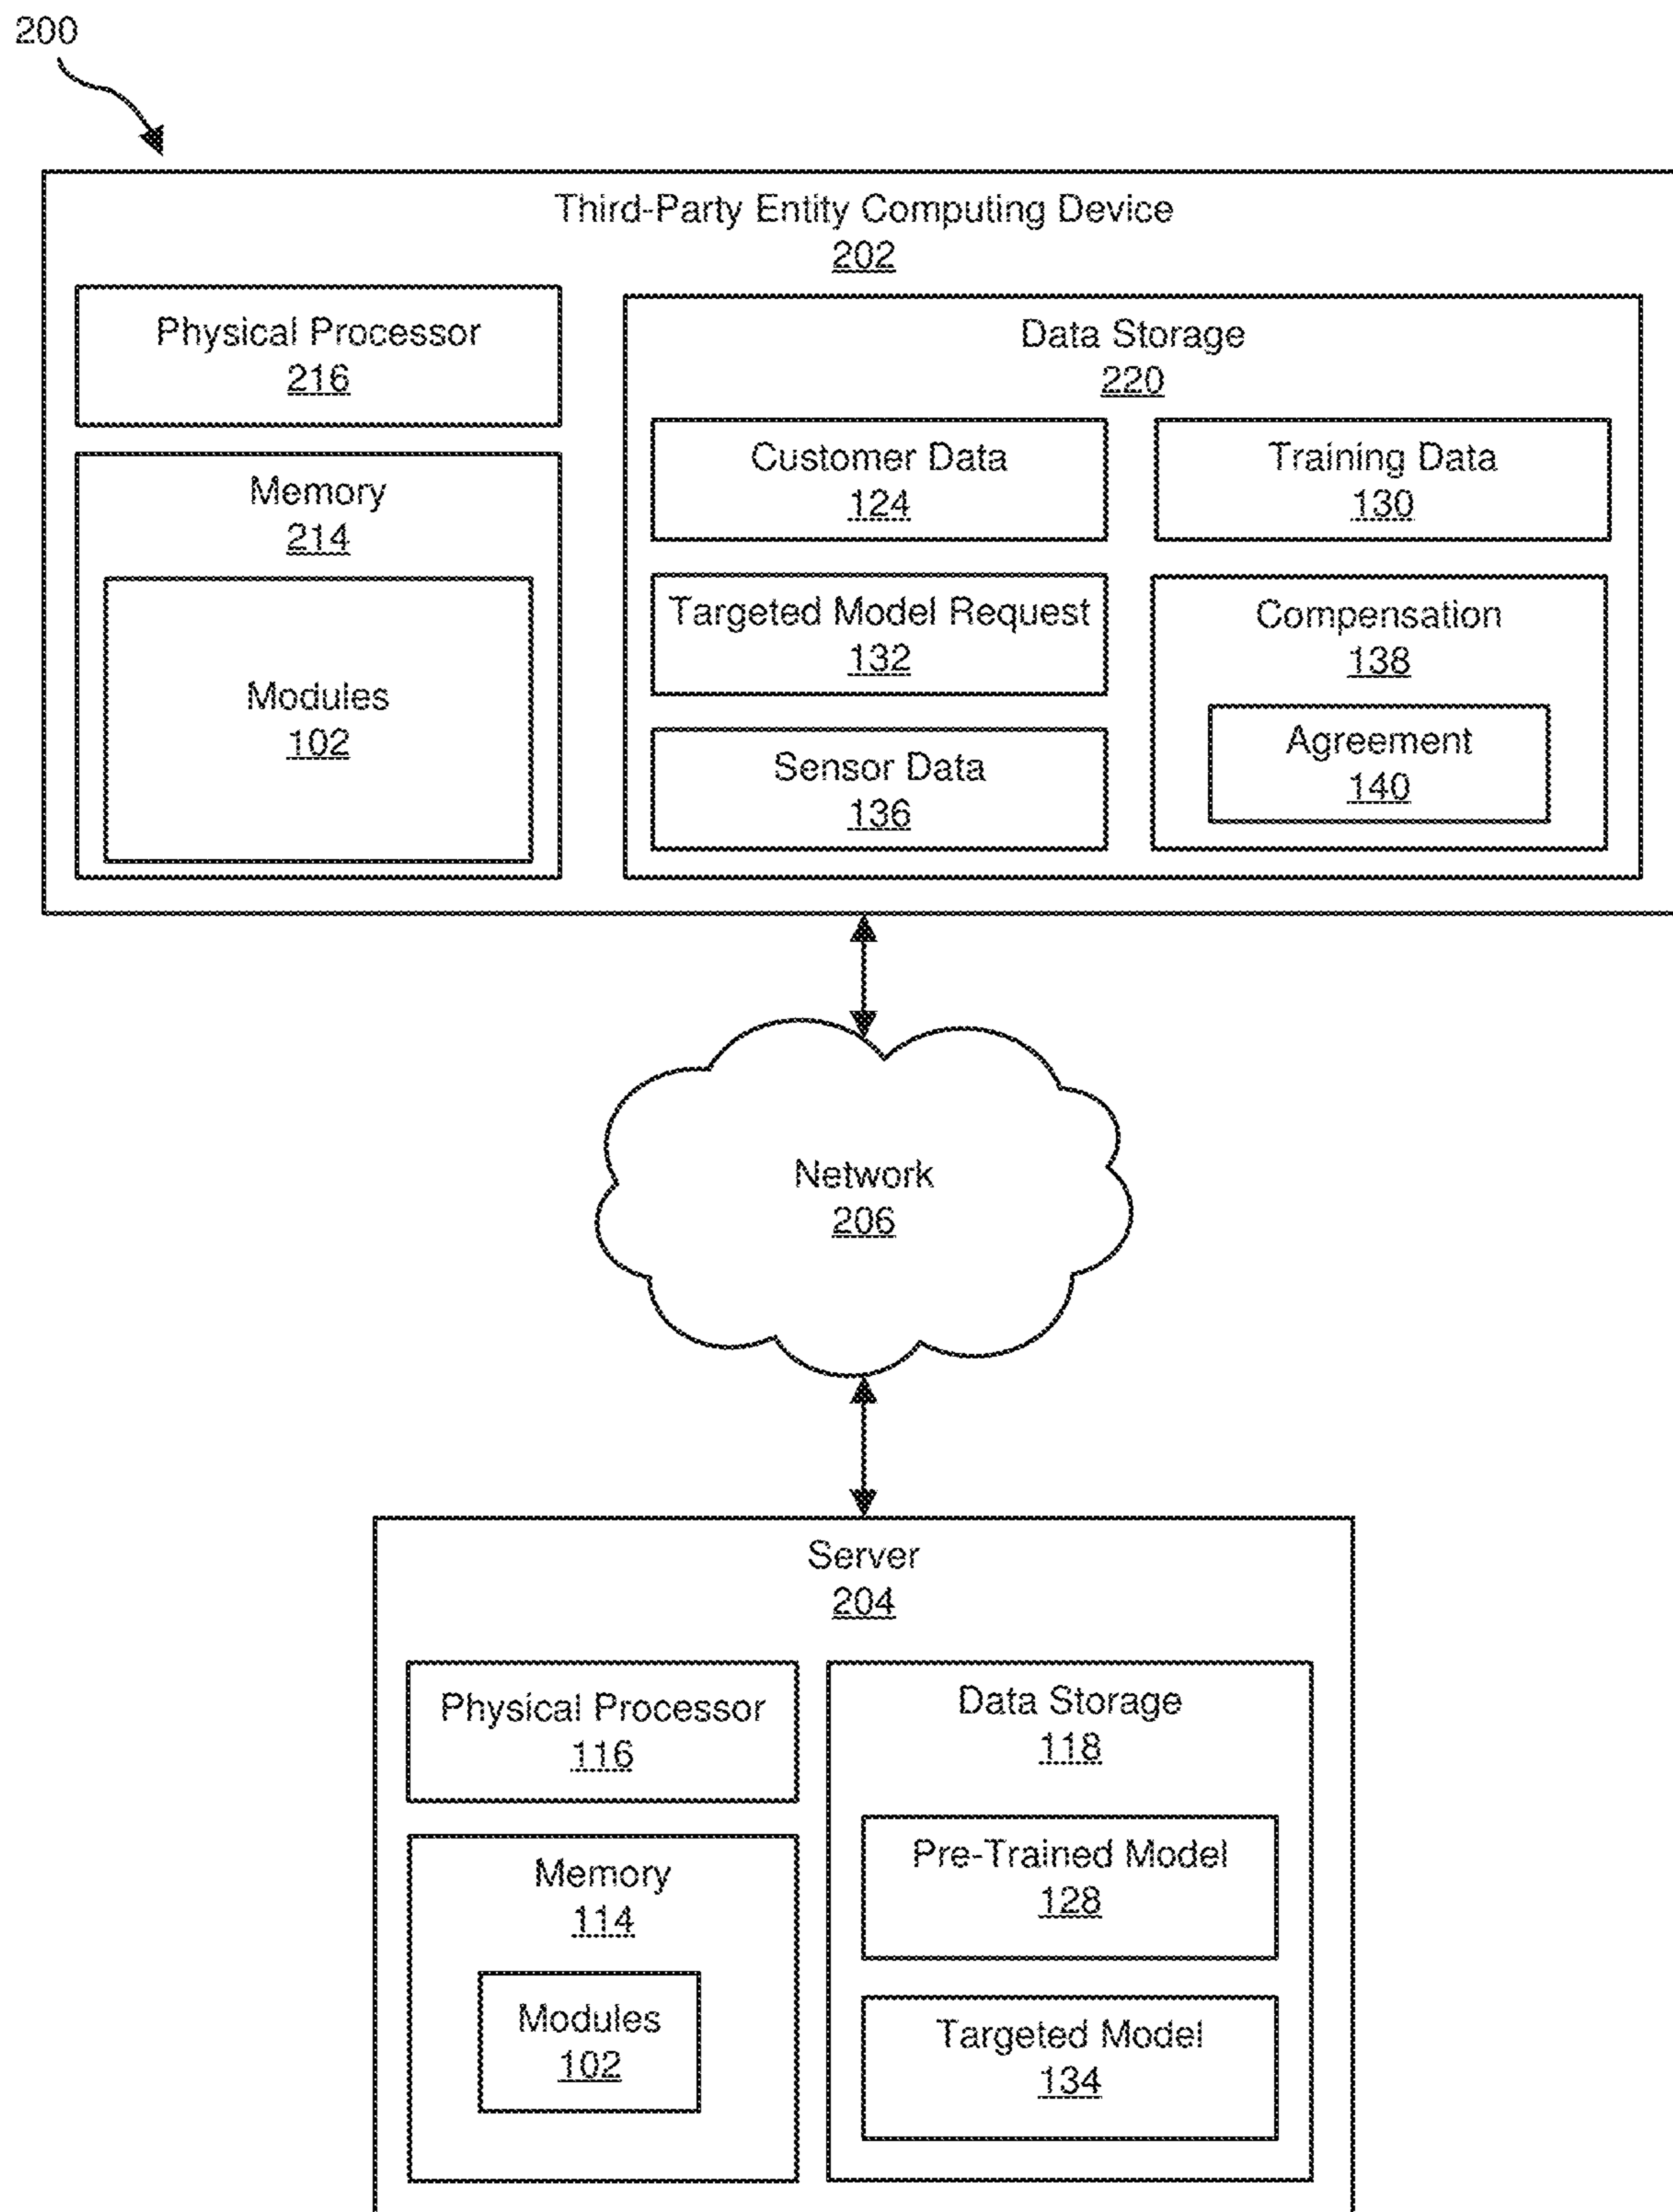 200
Third-Party Entity Computing Device
202
Physical Processor
216
Memory
214
Modules
102
Data Storage
220
Customer Data
124
Training Data
130
Targeted Model Request
132
Compensation
138
Agreement
140
Sensor Data
136
Network
206
Server
204
Physical Processor
116
Memory
114
Modules
102
Data Storage
118
Pre-Trained Model
128
Targeted Model
134